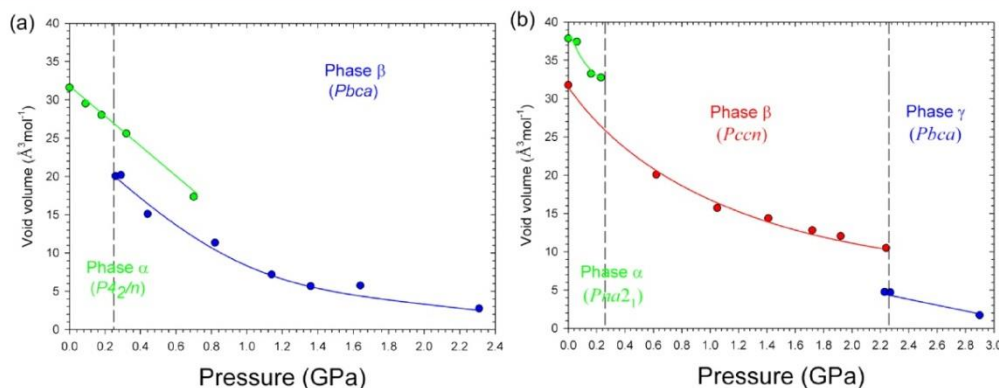 (a)
40
35
30
25
20
15
10
5
0
Void volume (Å³mol⁻¹)
Phase β
(Pbca)
Phase α
(P4₂/n)
0.0 0.2 0.4 0.6 0.8 1.0 1.2 1.4 1.6 1.8 2.0 2.2 2.4
Pressure (GPa)
(b)
40
35
30
25
20
15
10
5
0
Void volume (Å³mol⁻¹)
Phase β
(Pccn)
Phase γ
(Pbca)
Phase α
(Pna2₁)
0.0 0.2 0.4 0.6 0.8 1.0 1.2 1.4 1.6 1.8 2.0 2.2 2.4 2.6 2.8 3.0
Pressure (GPa)